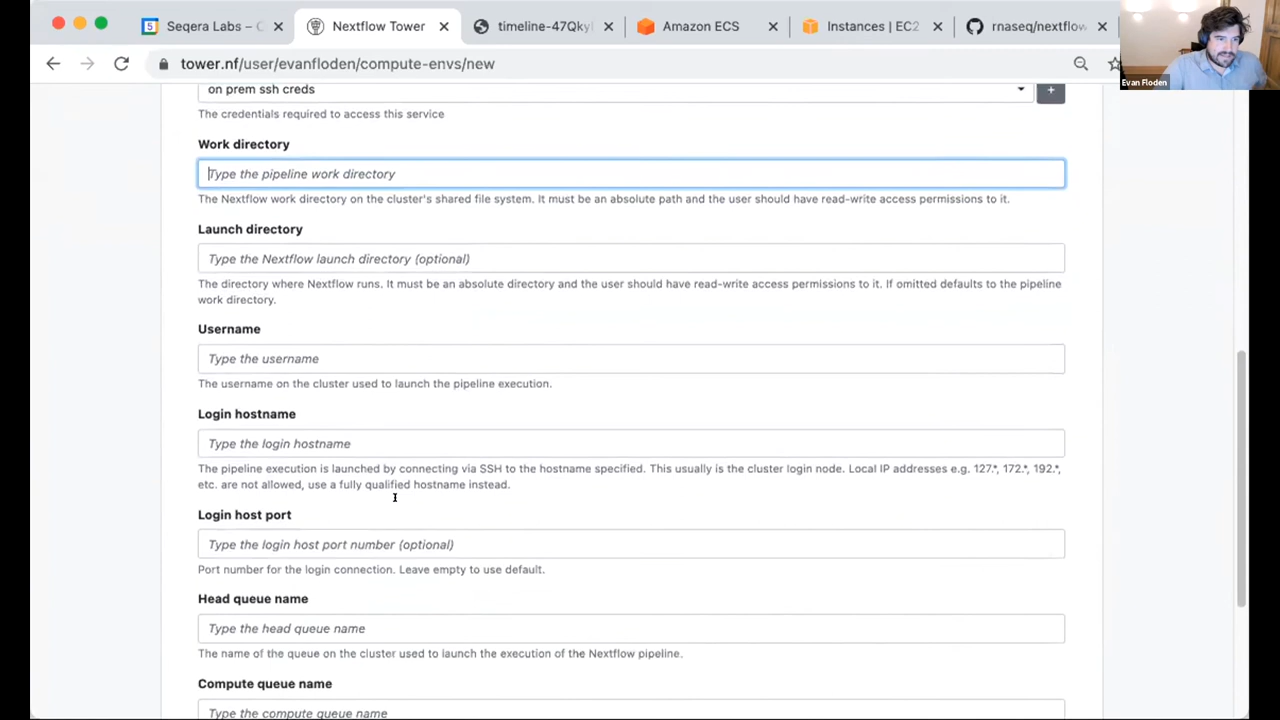 5 Seqera Labs – C
Nextflow Tower
timeline-47Qkyl
Amazon ECS
Instances | EC2
rnaseq/nextflow
tower.nf/user/evanfloden/compute-envs/new
Evan Floden
on prem ssh creds
+
The credentials required to access this service
Work directory
Type the pipeline work directory
The Nextflow work directory on the cluster's shared file system. It must be an absolute path and the user should have read-write access permissions to it.
Launch directory
Type the Nextflow launch directory (optional)
The directory where Nextflow runs. It must be an absolute directory and the user should have read-write access permissions to it. If omitted defaults to the pipeline
work directory.
Username
Type the username
The username on the cluster used to launch the pipeline execution.
Login hostname
Type the login hostname
The pipeline execution is launched by connecting via SSH to the hostname specified. This usually is the cluster login node. Local IP addresses e.g. 127.*, 172.*, 192.*,
etc. are not allowed, use a fully qualified hostname instead.
Login host port
Type the login host port number (optional)
Port number for the login connection. Leave empty to use default.
Head queue name
Type the head queue name
The name of the queue on the cluster used to launch the execution of the Nextflow pipeline.
Compute queue name
Type the compute queue name